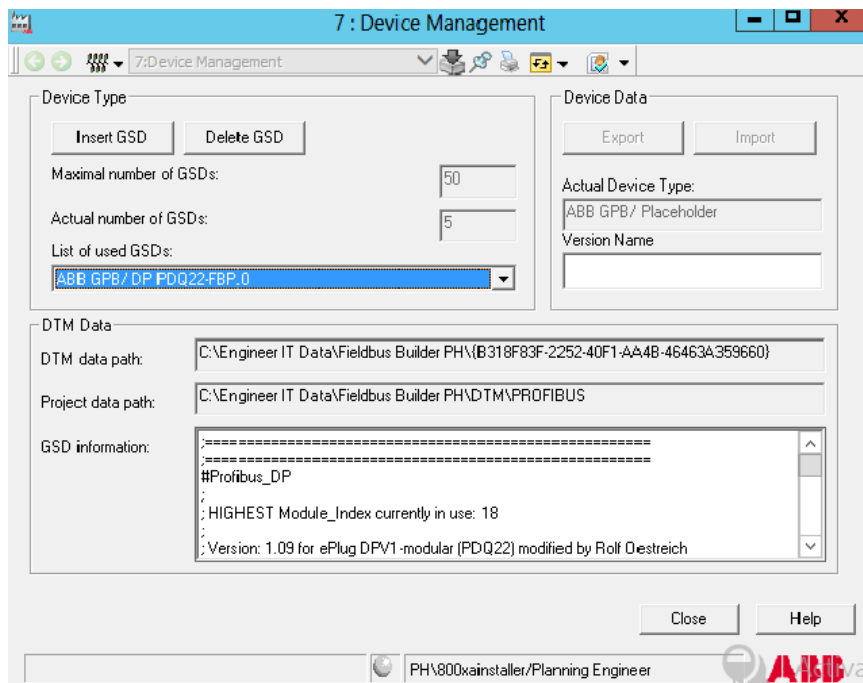 7 : Device Management
7:Device Management
Device Type
Insert GSD
Delete GSD
Maximal number of GSDs:
50
Actual number of GSDs:
5
List of used GSDs:
ABB GPB/ DP PDQ22-FBP.0
Device Data
Export
Import
Actual Device Type:
ABB GPB/ Placeholder
Version Name
DTM Data
DTM data path:
C:\Engineer IT Data\Fieldbus Builder PH\{B318F83F-2252-40F1-AA4B-46463A359660}
Project data path:
C:\Engineer IT Data\Fieldbus Builder PH\DTM\PROFIBUS
GSD information:
;=====================================================
;=====================================================
#Profibus_DP
;
; HIGHEST Module_Index currently in use: 18
;
; Version: 1.09 for ePlug DPV1-modular (PDQ22) modified by Rolf Oestreich
Close
Help
PH\800xainstaller/Planning Engineer
ABB
Activa